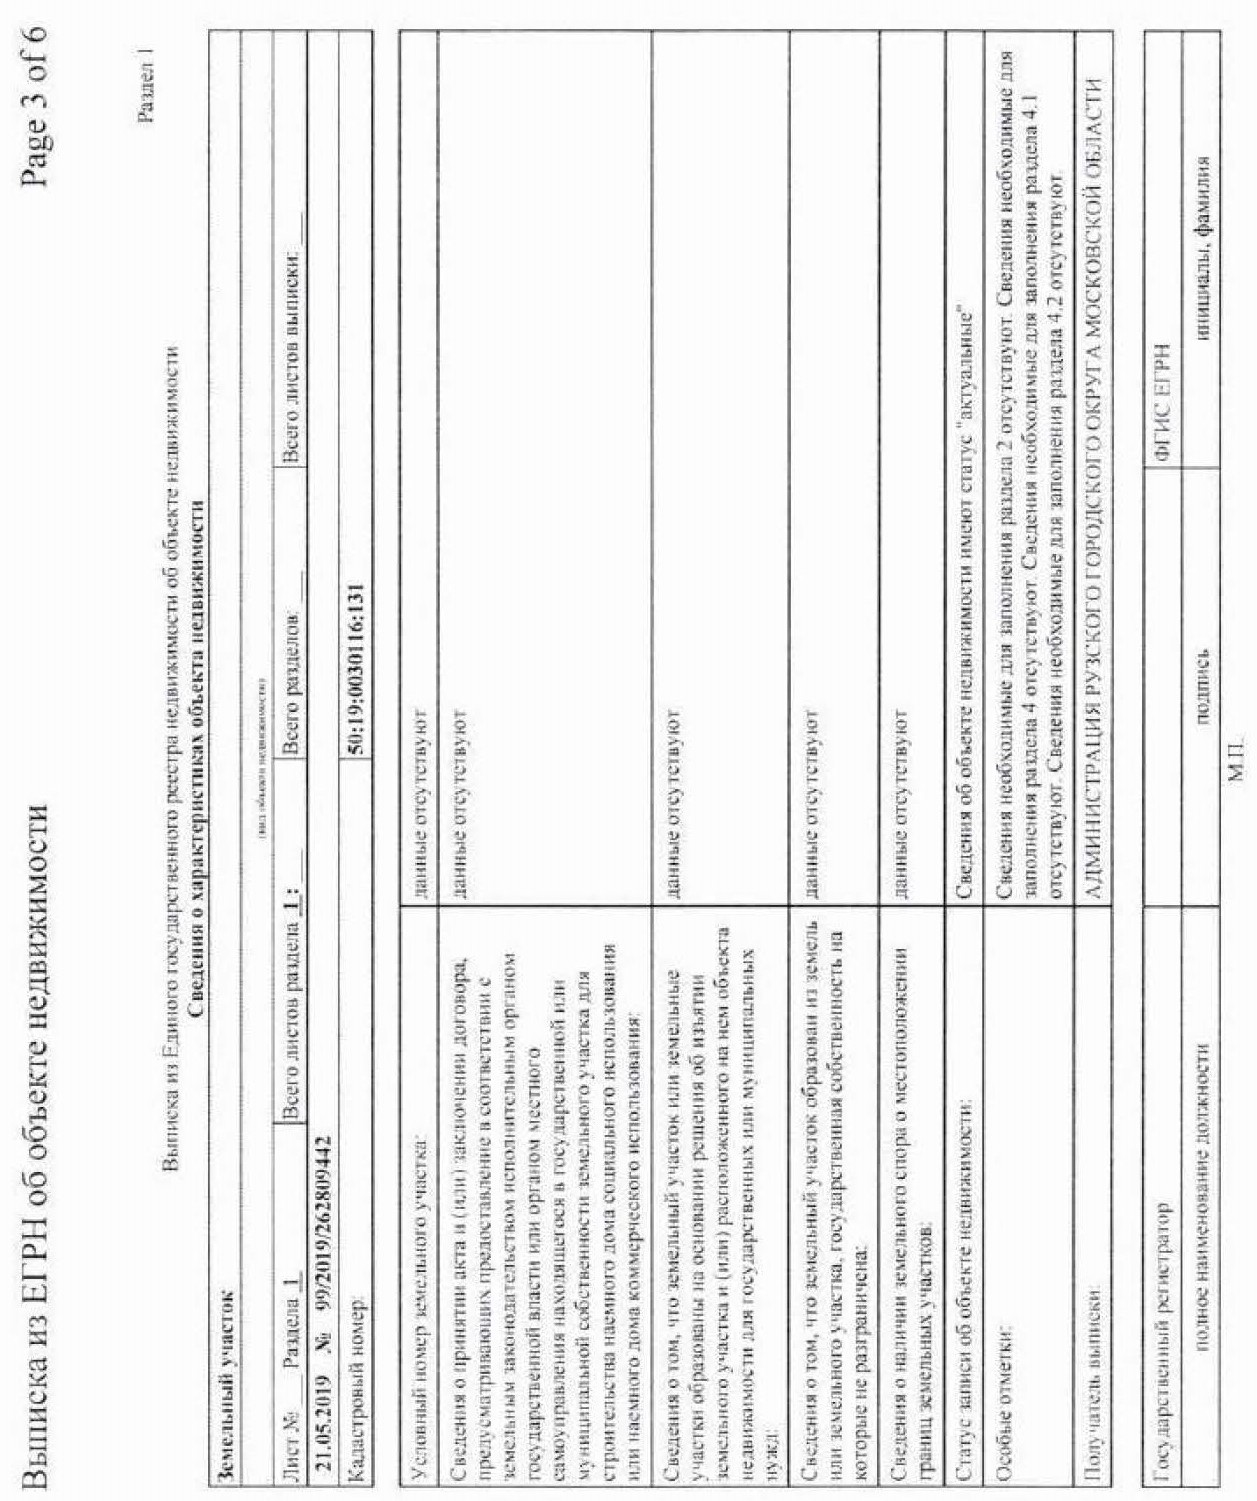 Выписка из ЕГРН об объекте недвижимости Page 3 of 6
Раздел 1
Выписка из Единого государственного реестра недвижимости об объекте недвижимости
Сведения о характеристиках объекта недвижимости
Земельный участок
(вид объекта недвижимости)
Лист № ___ Раздела 1 Всего листов раздела 1: ___ Всего разделов: ___ Всего листов выписки: ___
21.05.2019 № 99/2019/262809442
Кадастровый номер: 50:19:0030116:131
Условный номер земельного участка: данные отсутствуют
Сведения о принятии акта и (или) заключении договора, данные отсутствуют
предусматривающих предоставление в соответствии с
земельным законодательством исполнительным органом
государственной власти или органом местного
самоуправления находящегося в государственной или
муниципальной собственности земельного участка для
строительства наемного дома социального использования
или наемного дома коммерческого использования:
Сведения о том, что земельный участок или земельные данные отсутствуют
участки образованы на основании решения об изъятии
земельного участка и (или) расположенного на нем объекта
недвижимости для государственных или муниципальных
нужд:
Сведения о том, что земельный участок образован из земель данные отсутствуют
или земельного участка, государственная собственность на
которые не разграничена:
Сведения о наличии земельного спора о местоположении данные отсутствуют
границ земельных участков:
Статус записи об объекте недвижимости: Сведения об объекте недвижимости имеют статус "актуальные"
Особые отметки: Сведения необходимые для заполнения раздела 2 отсутствуют. Сведения необходимые для
заполнения раздела 4 отсутствуют. Сведения необходимые для заполнения раздела 4.1
отсутствуют. Сведения необходимые для заполнения раздела 4.2 отсутствуют.
Получатель выписки: АДМИНИСТРАЦИЯ РУЗСКОГО ГОРОДСКОГО ОКРУГА МОСКОВСКОЙ ОБЛАСТИ
Государственный регистратор ФГИС ЕГРН
полное наименование должности подпись инициалы, фамилия
М.П.